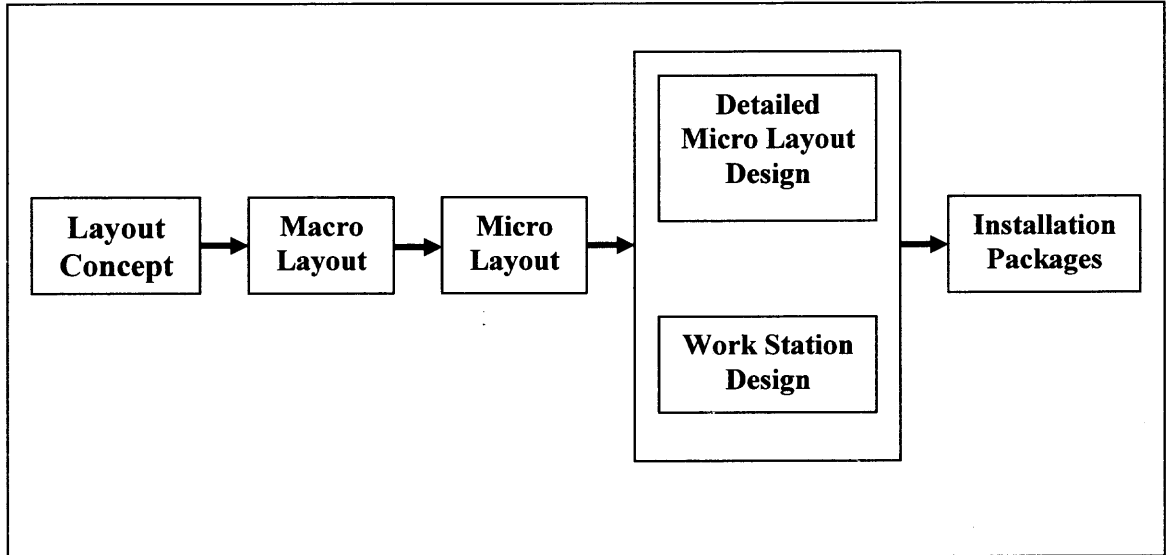 Layout
Concept
Macro
Layout
Micro
Layout
Detailed
Micro Layout
Design
Work Station
Design
Installation
Packages